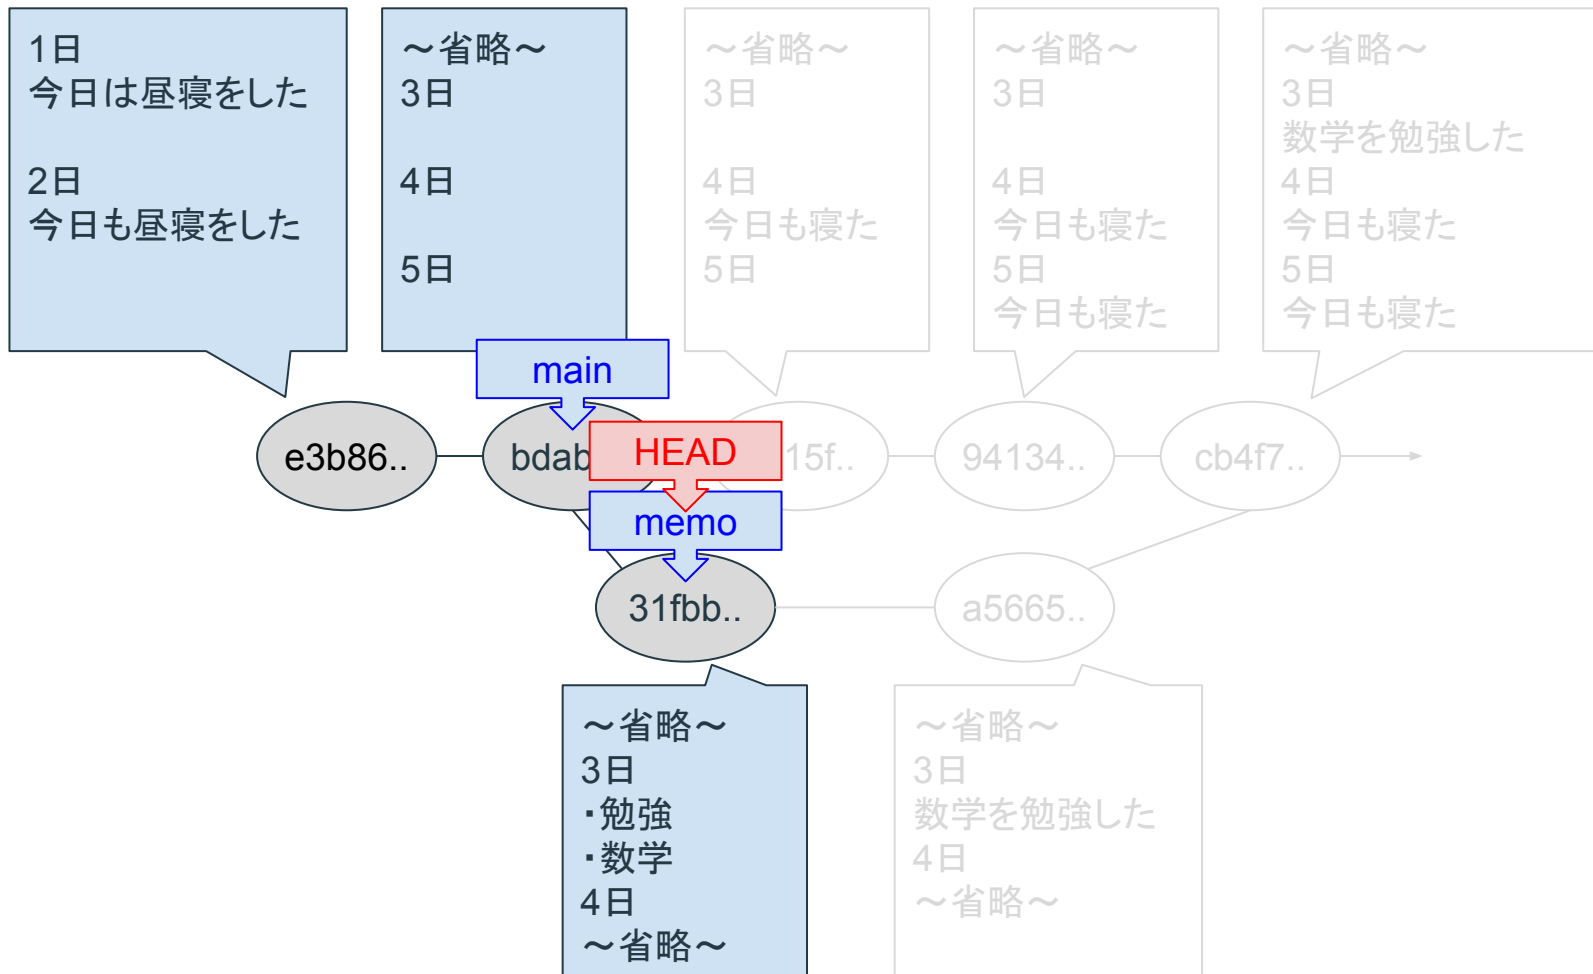 1日
今日は昼寝をした
2日
今日も昼寝をした
～省略～
3日
4日
5日
～省略～
3日
4日
今日も寝た
5日
～省略～
3日
4日
今日も寝た
5日
今日も寝た
～省略～
3日
数学を勉強した
4日
今日も寝た
5日
今日も寝た
main
e3b86..
bdab
HEAD
15f..
94134..
cb4f7..
memo
31fbb..
a5665..
～省略～
3日
・勉強
・数学
4日
～省略～
～省略～
3日
数学を勉強した
4日
～省略～